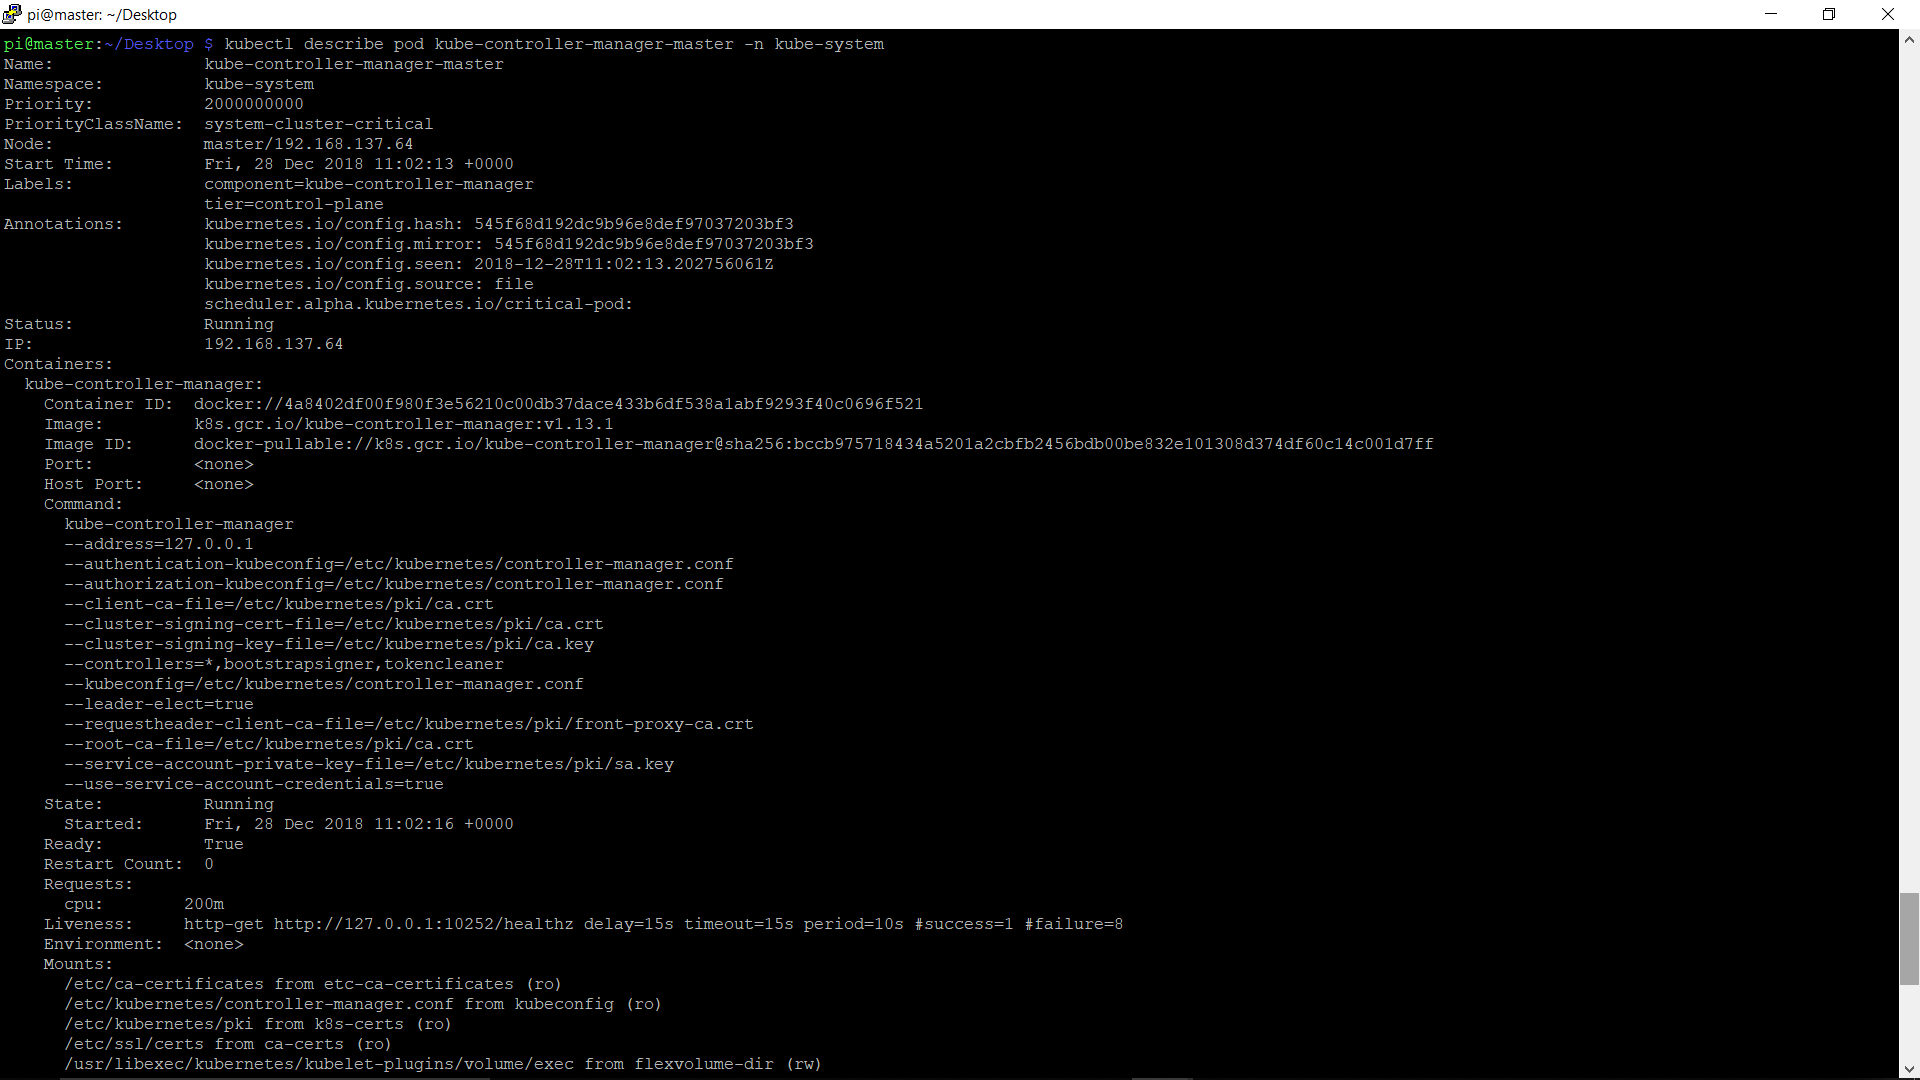 pi@master: ~/Desktop
pi@master:~/Desktop $ kubectl describe pod kube-controller-manager-master -n kube-system
Name: kube-controller-manager-master
Namespace: kube-system
Priority: 2000000000
PriorityClassName: system-cluster-critical
Node: master/192.168.137.64
Start Time: Fri, 28 Dec 2018 11:02:13 +0000
Labels: component=kube-controller-manager
tier=control-plane
Annotations: kubernetes.io/config.hash: 545f68d192dc9b96e8def97037203bf3
kubernetes.io/config.mirror: 545f68d192dc9b96e8def97037203bf3
kubernetes.io/config.seen: 2018-12-28T11:02:13.202756061Z
kubernetes.io/config.source: file
scheduler.alpha.kubernetes.io/critical-pod:
Status: Running
IP: 192.168.137.64
Containers:
kube-controller-manager:
Container ID: docker://4a8402df00f980f3e56210c00db37dace433b6df538a1abf9293f40c0696f521
Image: k8s.gcr.io/kube-controller-manager:v1.13.1
Image ID: docker-pullable://k8s.gcr.io/kube-controller-manager@sha256:bccb975718434a5201a2cbfb2456bdb00be832e101308d374df60c14c001d7ff
Port: <none>
Host Port: <none>
Command:
kube-controller-manager
--address=127.0.0.1
--authentication-kubeconfig=/etc/kubernetes/controller-manager.conf
--authorization-kubeconfig=/etc/kubernetes/controller-manager.conf
--client-ca-file=/etc/kubernetes/pki/ca.crt
--cluster-signing-cert-file=/etc/kubernetes/pki/ca.crt
--cluster-signing-key-file=/etc/kubernetes/pki/ca.key
--controllers=*,bootstrapsigner,tokencleaner
--kubeconfig=/etc/kubernetes/controller-manager.conf
--leader-elect=true
--requestheader-client-ca-file=/etc/kubernetes/pki/front-proxy-ca.crt
--root-ca-file=/etc/kubernetes/pki/ca.crt
--service-account-private-key-file=/etc/kubernetes/pki/sa.key
--use-service-account-credentials=true
State: Running
Started: Fri, 28 Dec 2018 11:02:16 +0000
Ready: True
Restart Count: 0
Requests:
cpu: 200m
Liveness: http-get http://127.0.0.1:10252/healthz delay=15s timeout=15s period=10s #success=1 #failure=8
Environment: <none>
Mounts:
/etc/ca-certificates from etc-ca-certificates (ro)
/etc/kubernetes/controller-manager.conf from kubeconfig (ro)
/etc/kubernetes/pki from k8s-certs (ro)
/etc/ssl/certs from ca-certs (ro)
/usr/libexec/kubernetes/kubelet-plugins/volume/exec from flexvolume-dir (rw)